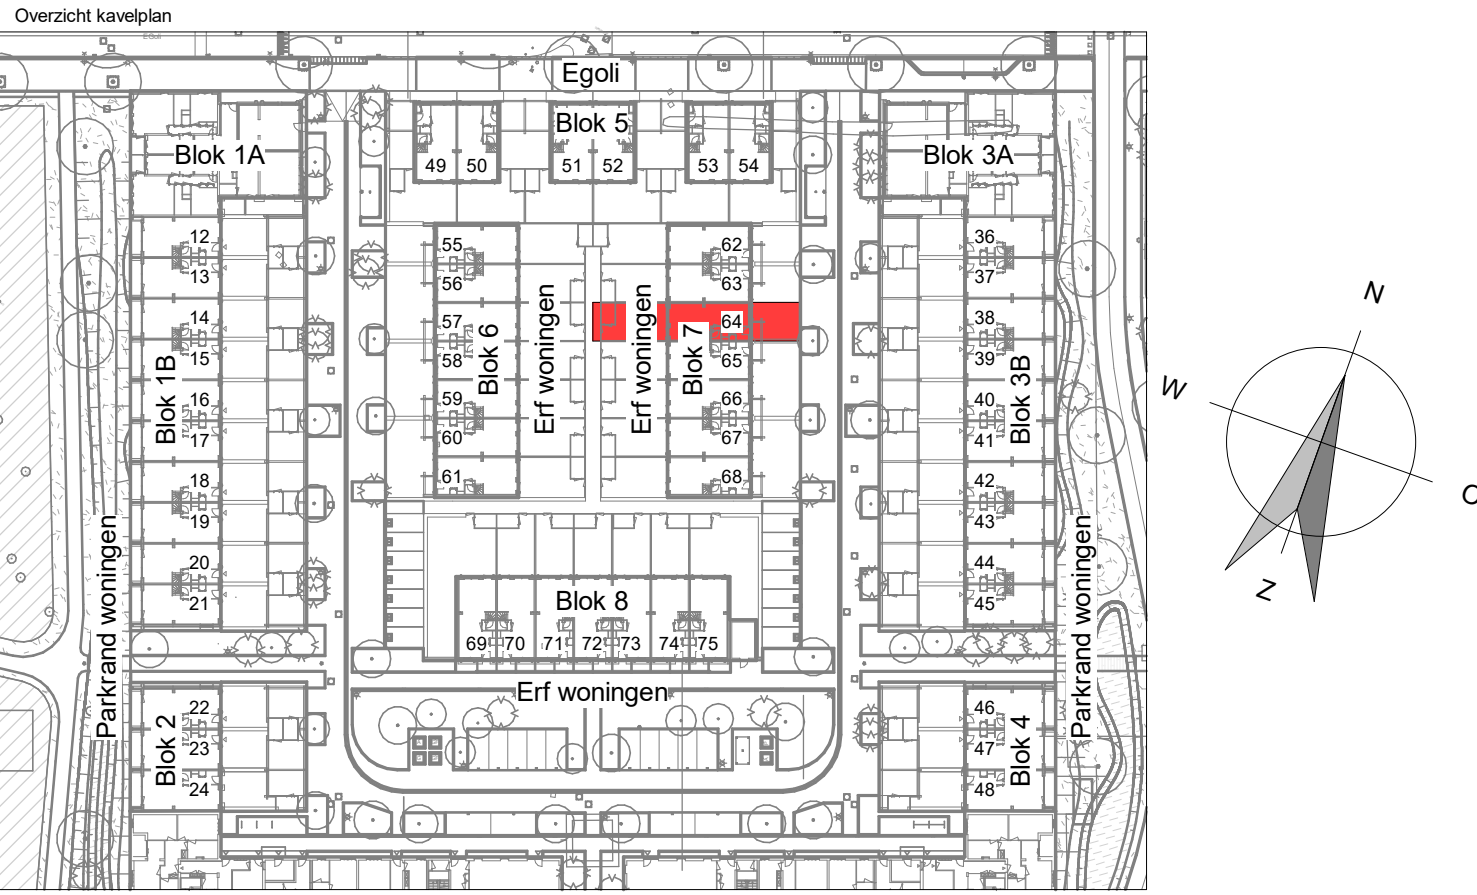 Overzicht kavelplan
Egoli
Egoli
Blok 5
49 50 51 52 53 54
Blok 1A
Blok 3A
12
13
14
15
16
17
18
19
20
21
Blok 1B
Parkrand woningen
55
56
57
58
59
60
61
Blok 6
Erf woningen
Erf woningen
Blok 7
62
63
64
65
66
67
68
36
37
38
39
40
41
42
43
44
45
Blok 3B
Parkrand woningen
Blok 8
69 70 71 72 73 74 75
Erf woningen
22
23
24
Blok 2
46
47
48
Blok 4
N
W
O
Z